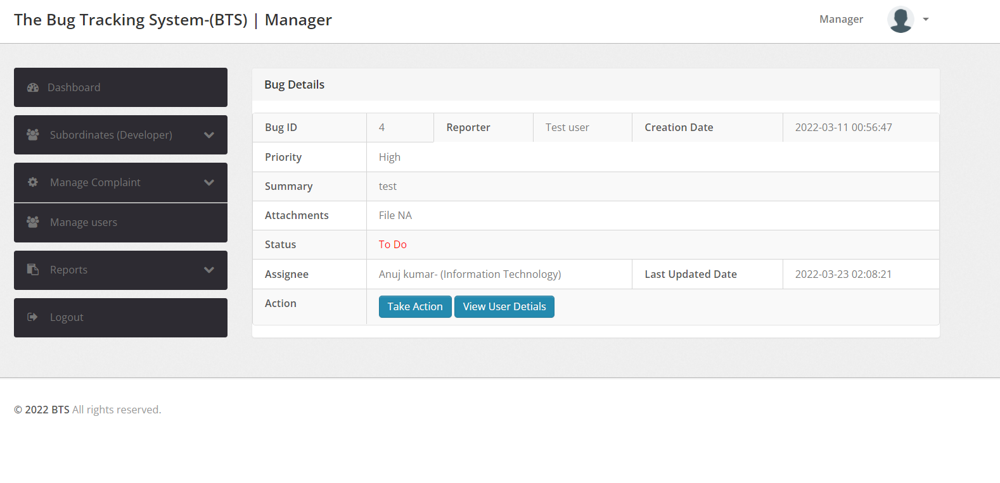 The Bug Tracking System-(BTS) | Manager
Manager
Dashboard
Subordinates (Developer)
Manage Complaint
Manage users
Reports
Logout
Bug Details
Bug ID 4 Reporter Test user Creation Date 2022-03-11 00:56:47
Priority High
Summary test
Attachments File NA
Status To Do
Assignee Anuj kumar- (Information Technology) Last Updated Date 2022-03-23 02:08:21
Action Take Action View User Detials
© 2022 BTS All rights reserved.